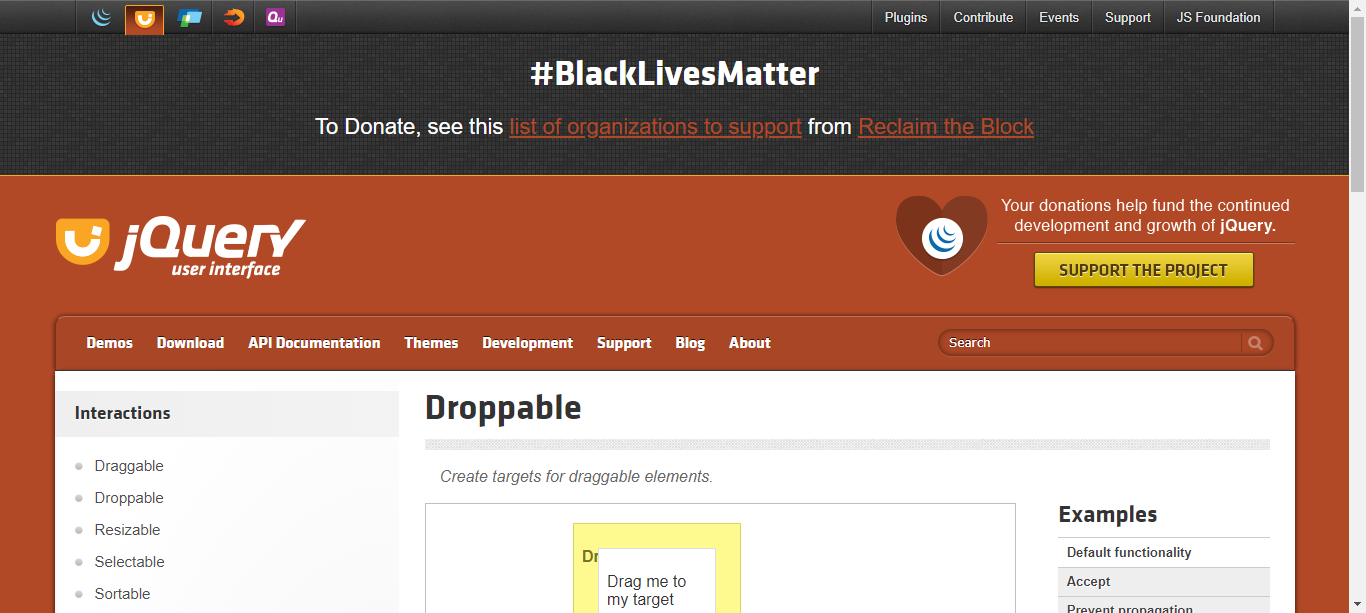 Qu
Plugins
Contribute
Events
Support
JS Foundation
#BlackLivesMatter
To Donate, see this list of organizations to support from Reclaim the Block
jQuery
user interface
Your donations help fund the continued
development and growth of jQuery.
SUPPORT THE PROJECT
Demos
Download
API Documentation
Themes
Development
Support
Blog
About
Search
Interactions
Draggable
Droppable
Resizable
Selectable
Sortable
Droppable
Create targets for draggable elements.
Drag me to
my target
Examples
Default functionality
Accept
Prevent propagation